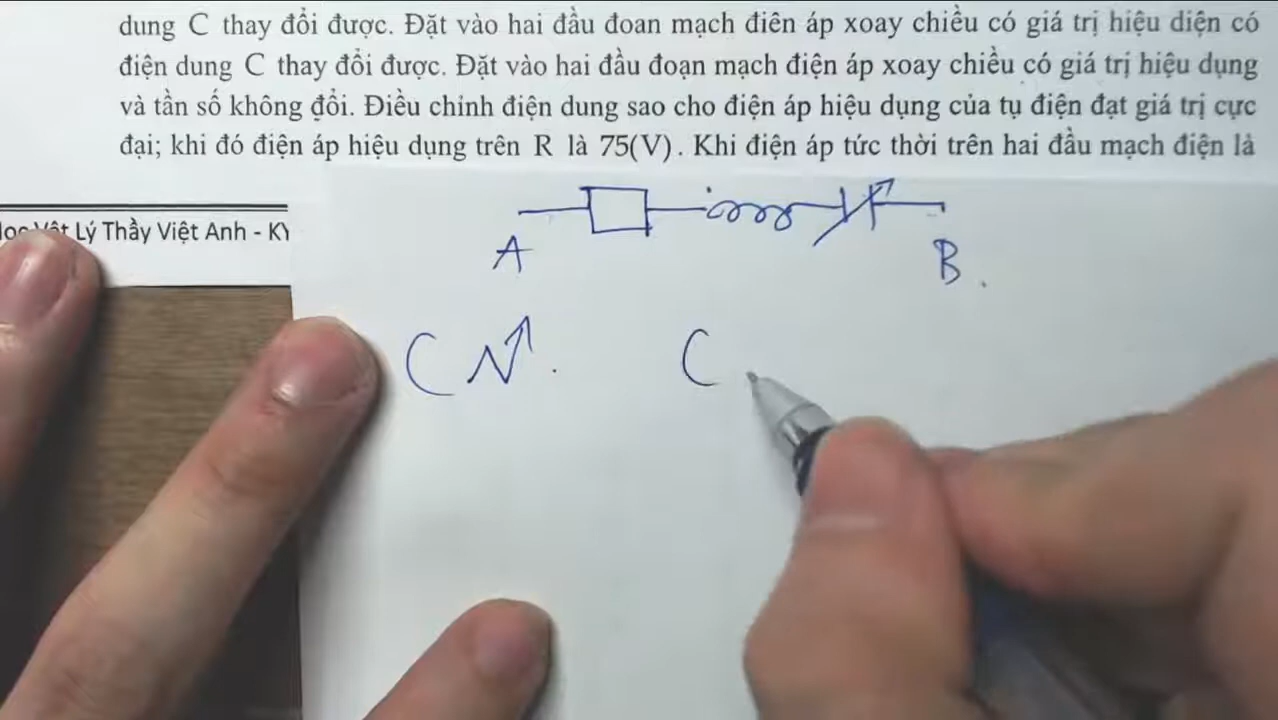 dung C thay đổi được. Đặt vào hai đầu đoan mạch điên áp xoay chiều có giá trị hiệu diện có
điện dung C thay đổi được. Đặt vào hai đầu đoạn mạch điện áp xoay chiều có giá trị hiệu dụng
và tần số không đổi. Điều chỉnh điện dung sao cho điện áp hiệu dụng của tụ điện đạt giá trị cực
đại; khi đó điện áp hiệu dụng trên R là 75(V). Khi điện áp tức thời trên hai đầu mạch điện là
Vật Lý Thầy Việt Anh - KY
A
B.
C
C